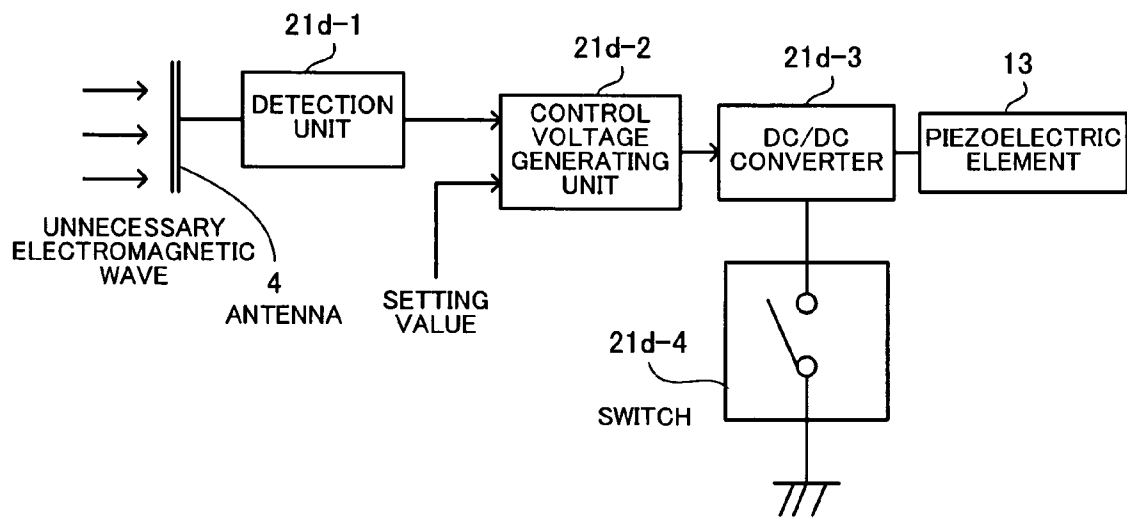 21d-1
21d-2
21d-3
13
DETECTION
UNIT
CONTROL
VOLTAGE
GENERATING
UNIT
DC/DC
CONVERTER
PIEZOELECTRIC
ELEMENT
UNNECESSARY
ELECTROMAGNETIC
WAVE
4
ANTENNA
SETTING
VALUE
21d-4
SWITCH